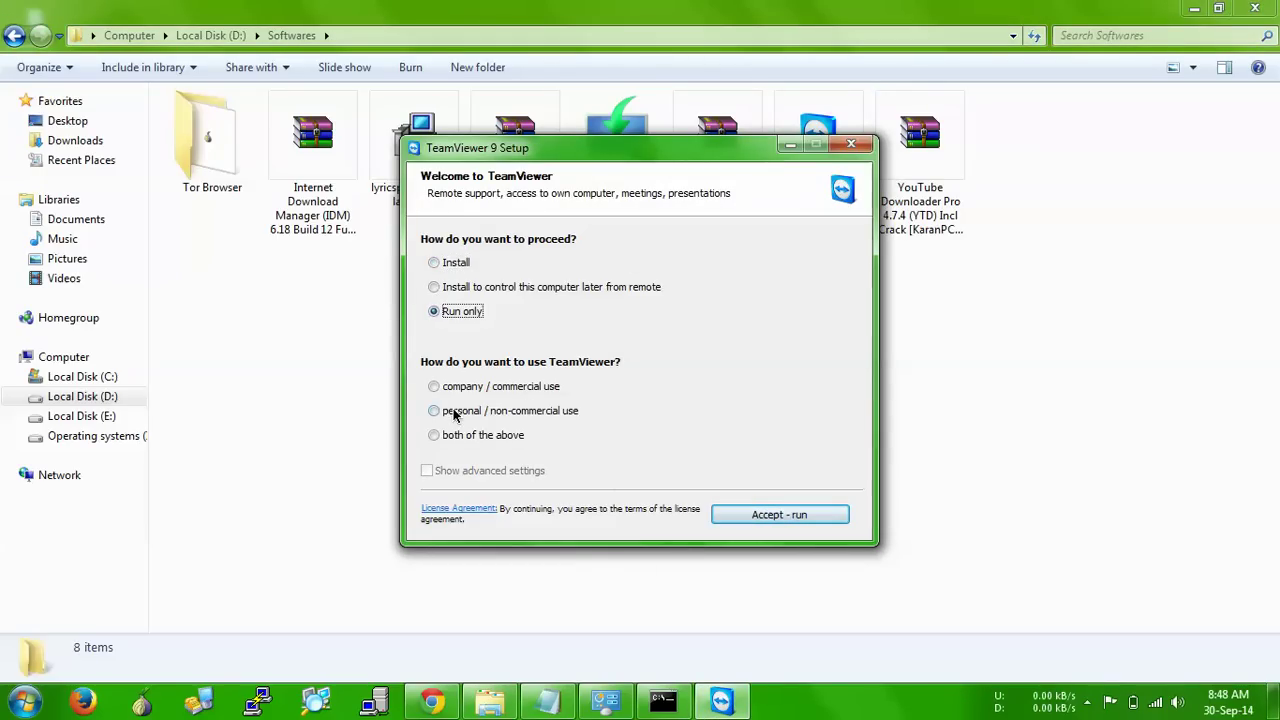 Computer
Local Disk (D:)
Softwares
Search Softwares
Organize
Include in library
Share with
Slide show
Burn
New folder
Favorites
Desktop
Downloads
Recent Places
Libraries
Documents
Music
Pictures
Videos
Homegroup
Computer
Local Disk (C:)
Local Disk (D:)
Local Disk (E:)
Operating systems (
Network
Tor Browser
Internet
Download
Manager (IDM)
6.18 Build 12 Fu...
YouTube
Downloader Pro
4.7.4 (YTD) Incl
Crack [KaranPC...
TeamViewer 9 Setup
Welcome to TeamViewer
Remote support, access to own computer, meetings, presentations
How do you want to proceed?
Install
Install to control this computer later from remote
Run only
How do you want to use TeamViewer?
company / commercial use
personal / non-commercial use
both of the above
Show advanced settings
License Agreement: By continuing, you agree to the terms of the license
agreement.
Accept - run
8 items
U: 0.00 kB/s
D: 0.00 kB/s
8:48 AM
30-Sep-14